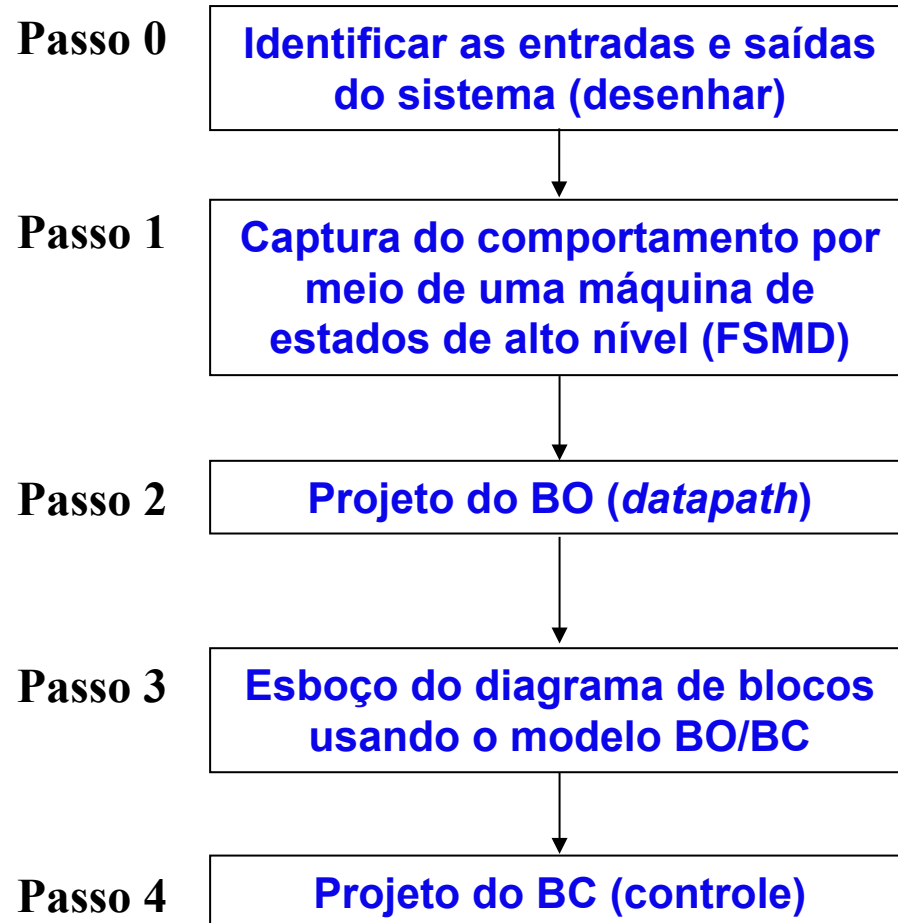 Passo 0
Identificar as entradas e saídas
do sistema (desenhar)
Passo 1
Captura do comportamento por
meio de uma máquina de
estados de alto nível (FSMD)
Passo 2
Projeto do BO (datapath)
Passo 3
Esboço do diagrama de blocos
usando o modelo BO/BC
Passo 4
Projeto do BC (controle)